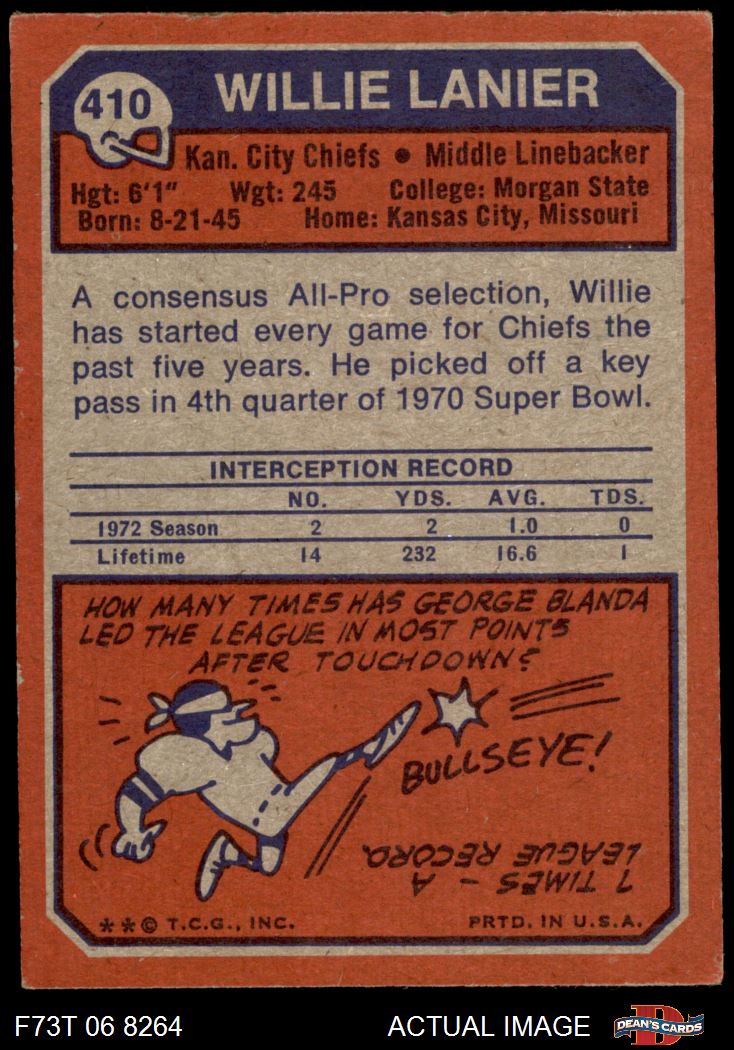 410
WILLIE LANIER
Kan. City Chiefs ● Middle Linebacker
Hgt: 6'1" Wgt: 245 College: Morgan State
Born: 8-21-45 Home: Kansas City, Missouri
A consensus All-Pro selection, Willie
has started every game for Chiefs the
past five years. He picked off a key
pass in 4th quarter of 1970 Super Bowl.
INTERCEPTION RECORD
NO. YDS. AVG. TDS.
1972 Season 2 2 1.0 0
Lifetime 14 232 16.6 1
HOW MANY TIMES HAS GEORGE BLANDA
LED THE LEAGUE IN MOST POINTS
AFTER TOUCHDOWN?
BULLSEYE!
7 TIMES - A
LEAGUE RECORD.
**© T.C.G., INC. PRTD. IN U.S.A.
F73T 06 8264 ACTUAL IMAGE D DEAN'S CARDS